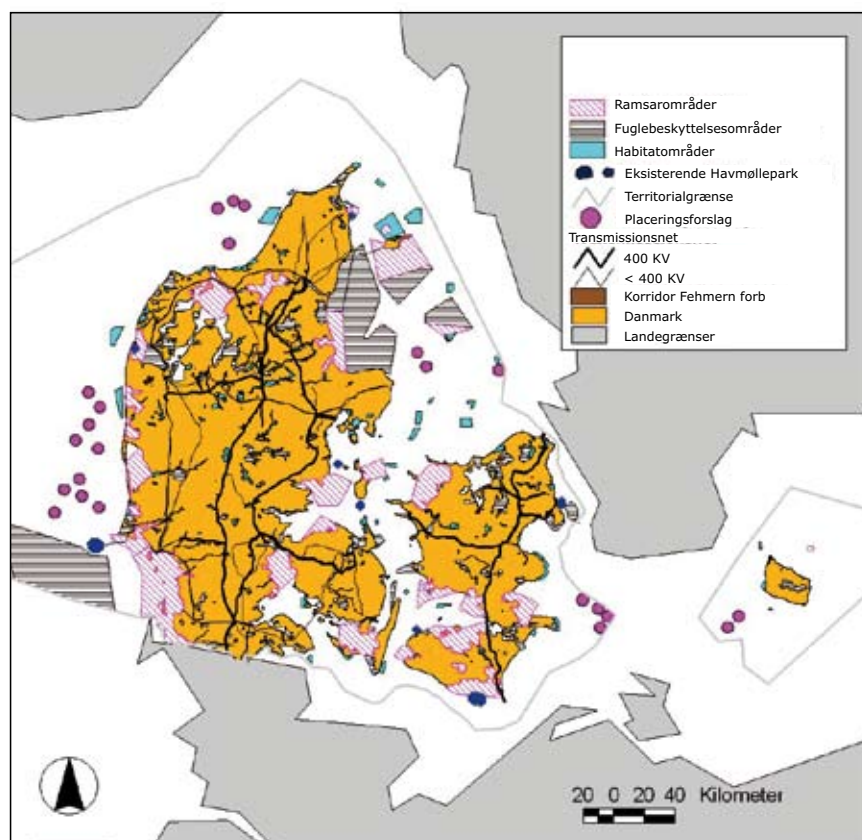 Ramsarområder
Fuglebeskyttelsesområder
Habitatområder
Eksisterende Havmøllepark
Territorialgrænse
Placeringsforslag
Transmissionsnet
400 KV
< 400 KV
Korridor Fehmern forb
Danmark
Landegrænser
20 0 20 40 Kilometer